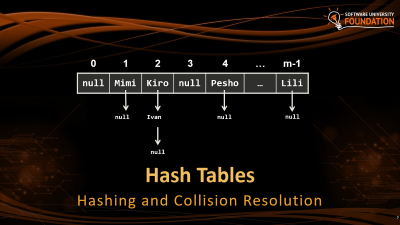 SOFTWARE UNIVERSITY
FOUNDATION
0 1 2 3 4 … m-1
null Mimi Kiro null Pesho … Lili
null Ivan null null
null
Hash Tables
Hashing and Collision Resolution